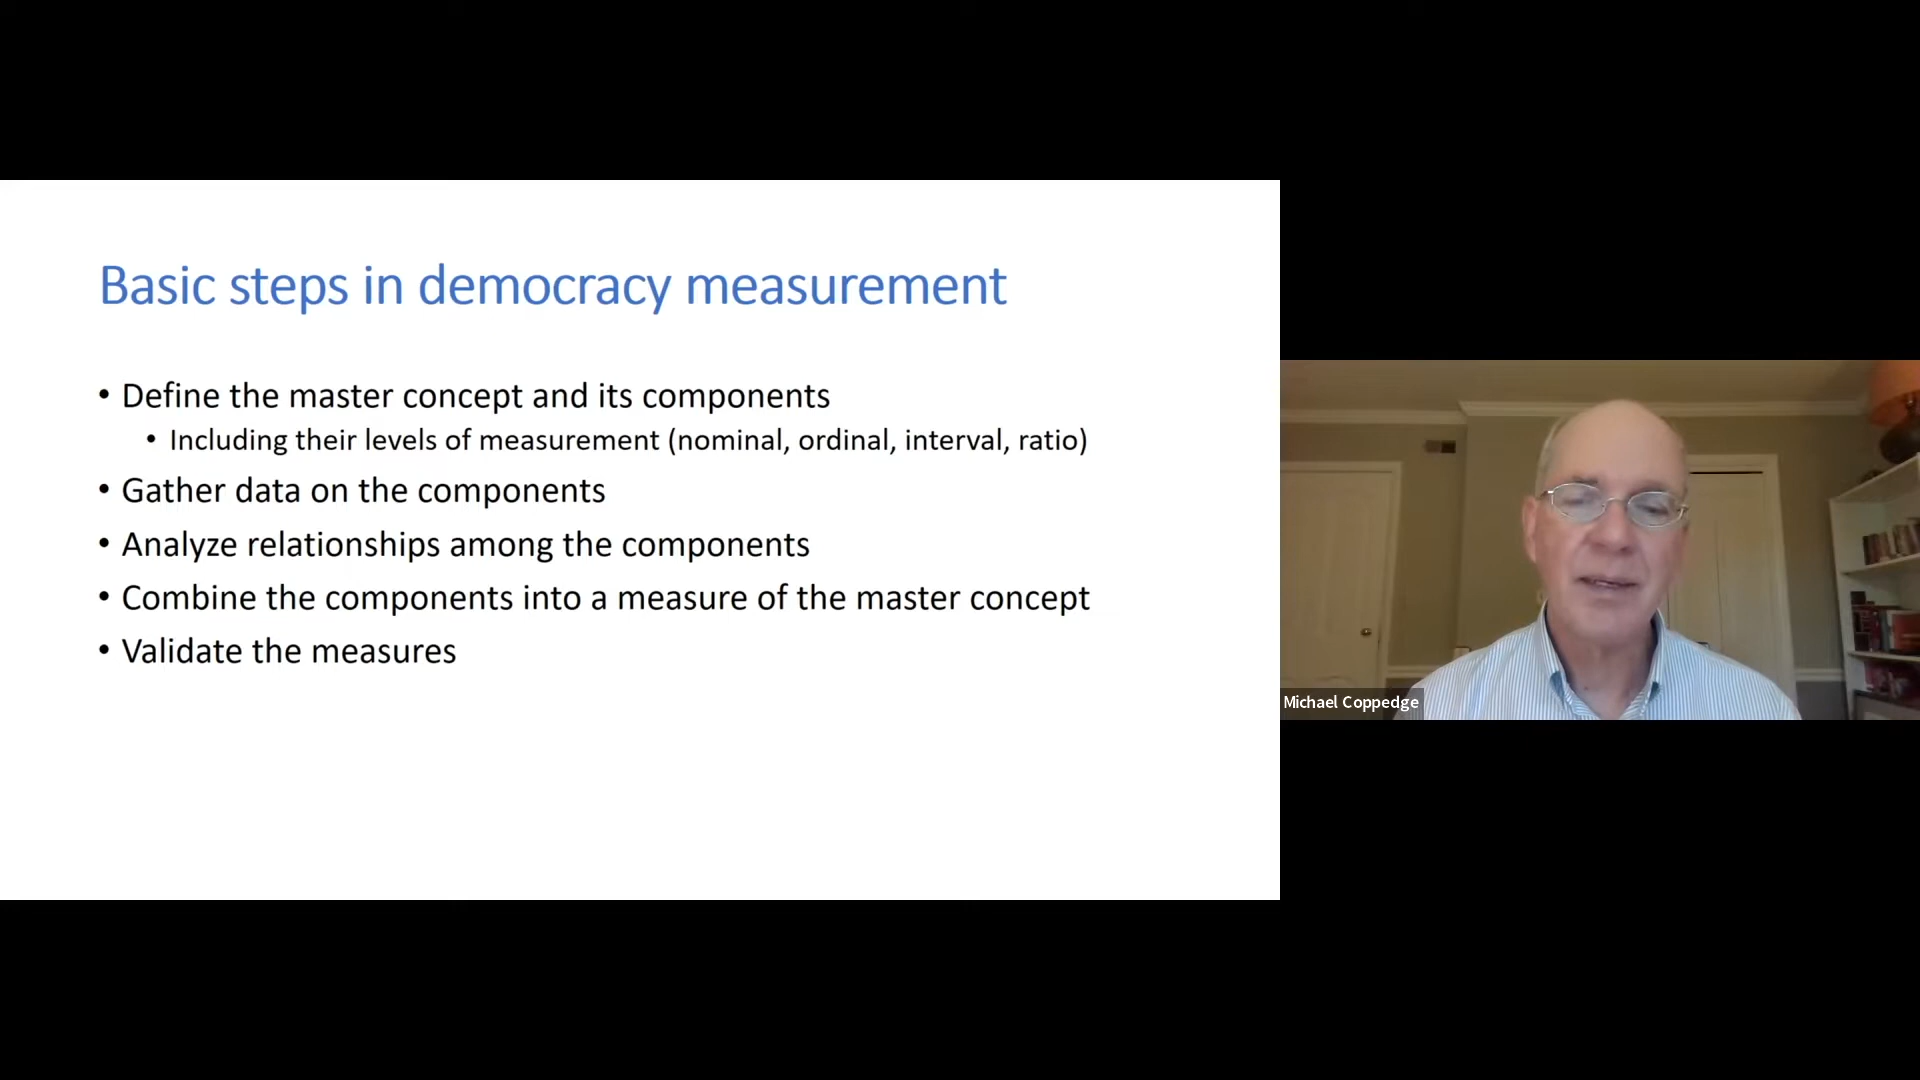 Basic steps in democracy measurement
• Define the master concept and its components
• Including their levels of measurement (nominal, ordinal, interval, ratio)
• Gather data on the components
• Analyze relationships among the components
• Combine the components into a measure of the master concept
• Validate the measures
Michael Coppedge